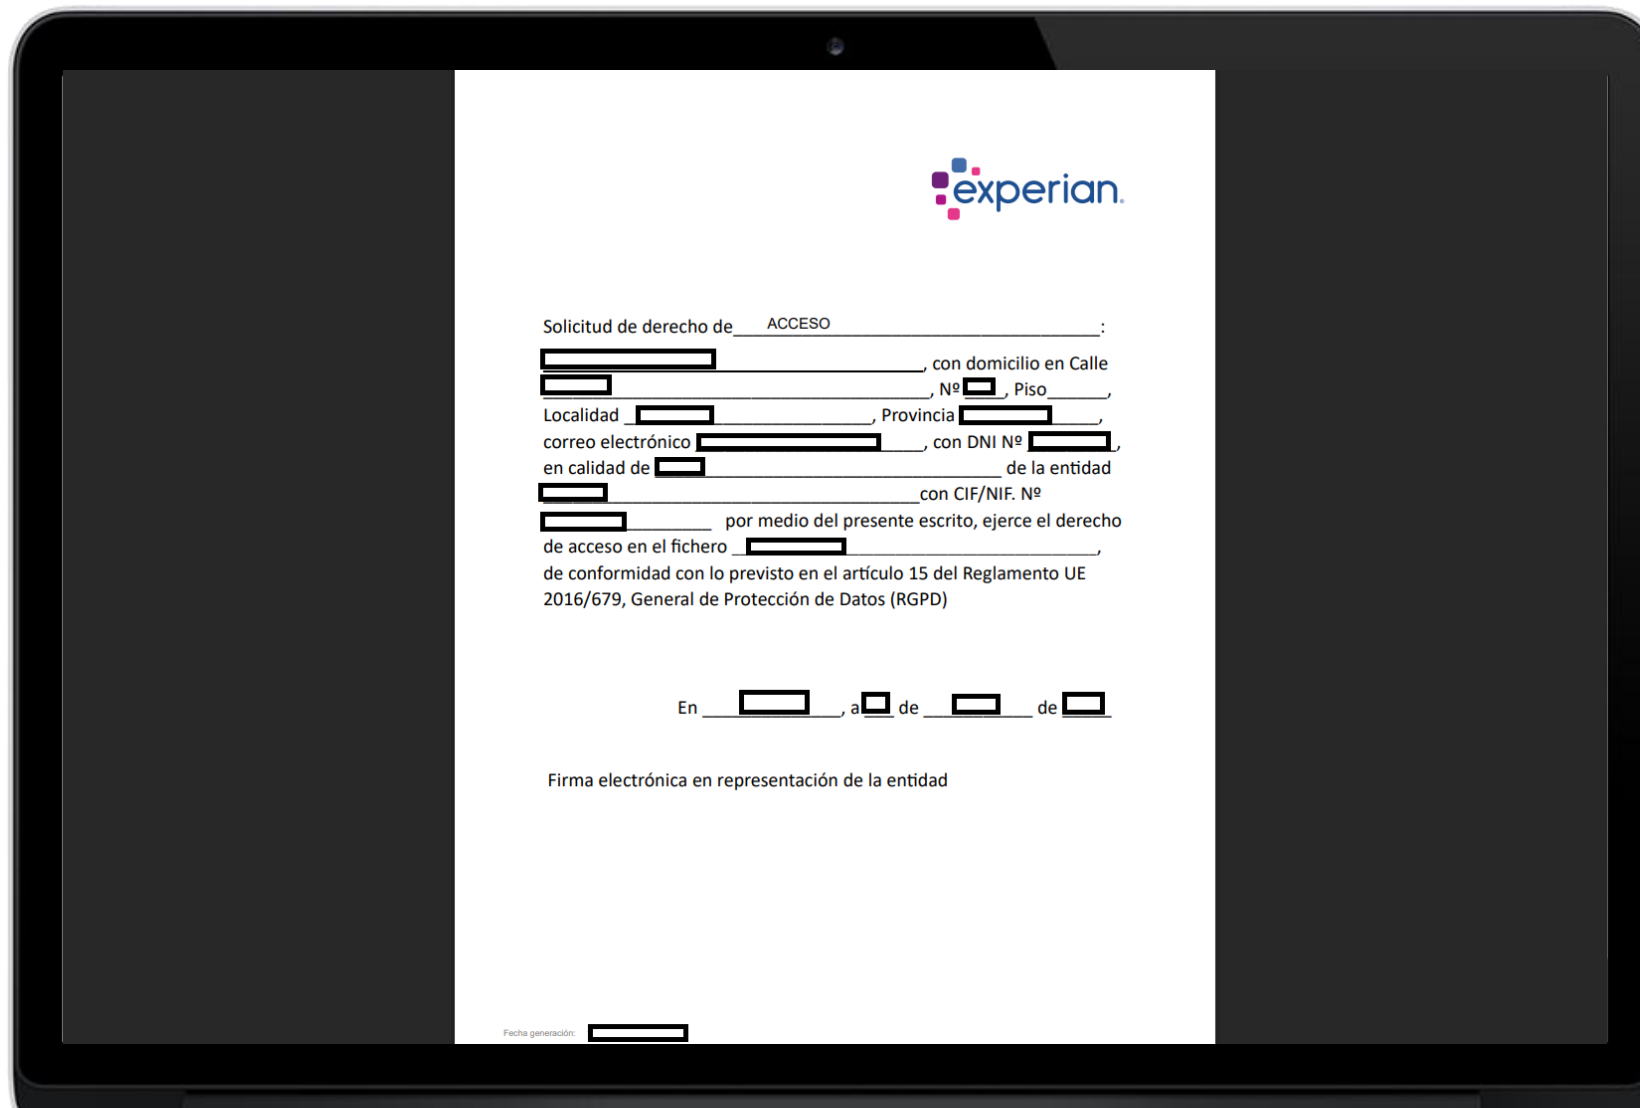 experian.
Solicitud de derecho de ACCESO :
, con domicilio en Calle
, Nº , Piso ,
Localidad , Provincia ,
correo electrónico , con DNI Nº ,
en calidad de de la entidad
con CIF/NIF. Nº
por medio del presente escrito, ejerce el derecho
de acceso en el fichero ,
de conformidad con lo previsto en el artículo 15 del Reglamento UE
2016/679, General de Protección de Datos (RGPD)
En , a de de
Firma electrónica en representación de la entidad
Fecha generación: